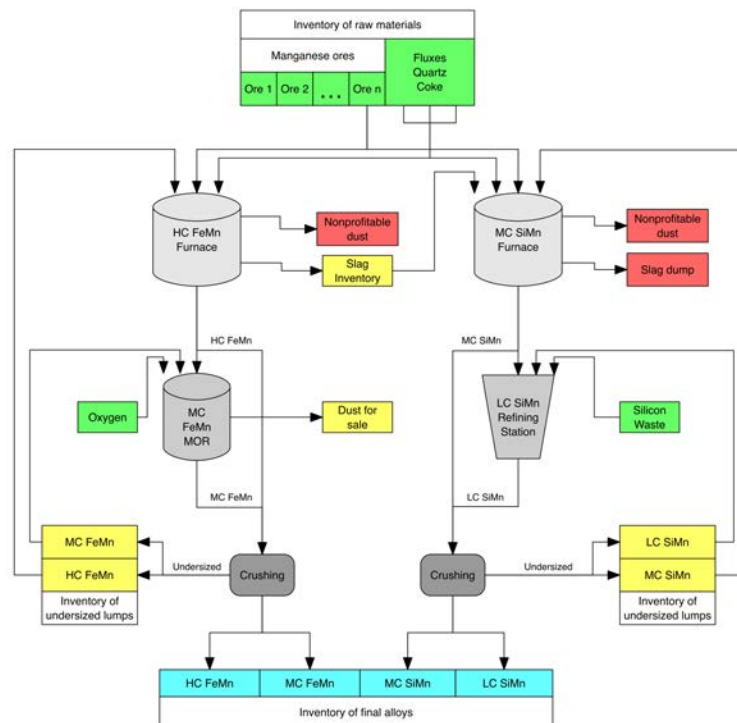 Inventory of raw materials
Manganese ores
Fluxes
Quartz
Coke
Ore 1
Ore 2
...
Ore n
HC FeMn
Furnace
Nonprofitable
dust
Slag
Inventory
MC SiMn
Furnace
Nonprofitable
dust
Slag dump
HC FeMn
MC SiMn
Oxygen
MC
FeMn
MOR
Dust for
sale
LC SiMn
Refining
Station
Silicon
Waste
MC FeMn
LC SiMn
MC FeMn
HC FeMn
Inventory of
undersized lumps
Undersized
Crushing
Crushing
Undersized
LC SiMn
MC SiMn
Inventory of
undersized lumps
HC FeMn
MC FeMn
MC SiMn
LC SiMn
Inventory of final alloys